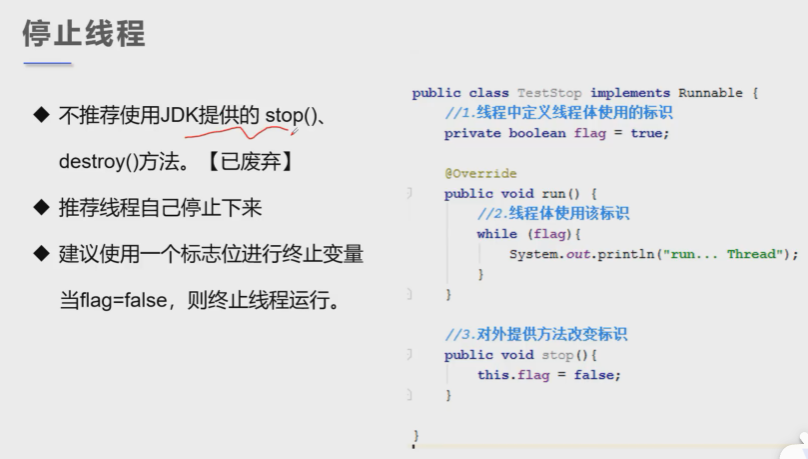 停止线程
◆ 不推荐使用JDK提供的 stop()、
destroy()方法。【已废弃】
◆ 推荐线程自己停止下来
◆ 建议使用一个标志位进行终止变量
当flag=false，则终止线程运行。
public class TestStop implements Runnable {
//1.线程中定义线程体使用的标识
private boolean flag = true;
@Override
public void run() {
//2.线程体使用该标识
while (flag){
System.out.println("run... Thread");
}
}
//3.对外提供方法改变标识
public void stop(){
this.flag = false;
}
}